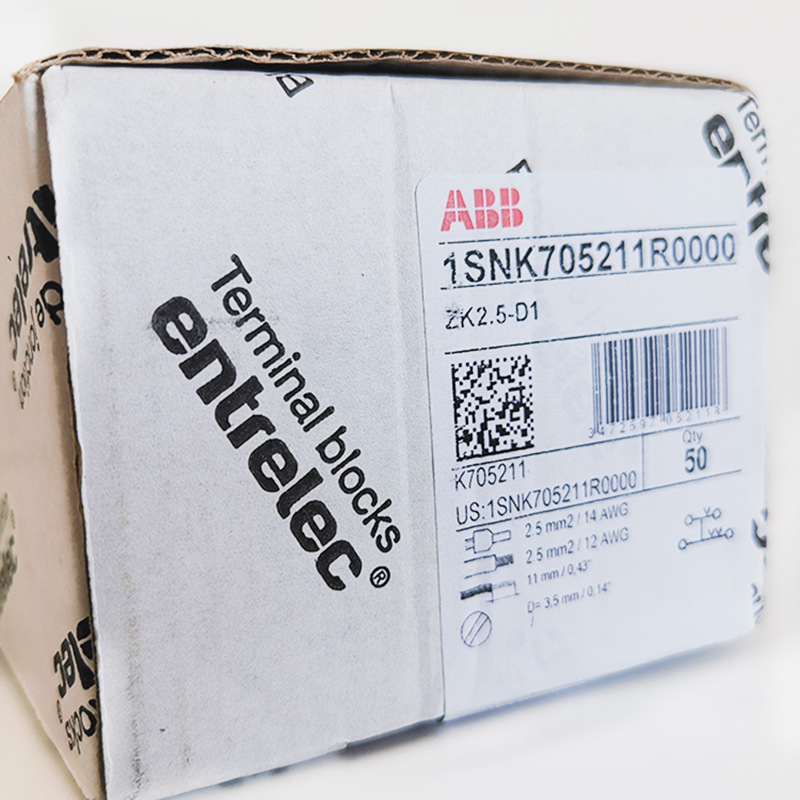 Terminal blocks
entrelec®
ABB
1SNK705211R0000
ZK2.5-D1
3472597052118
Qty
50
K705211
US:1SNK705211R0000
2.5 mm2 / 14 AWG
2.5 mm2 / 12 AWG
11 mm / 0,43"
D= 3,5 mm / 0,14"